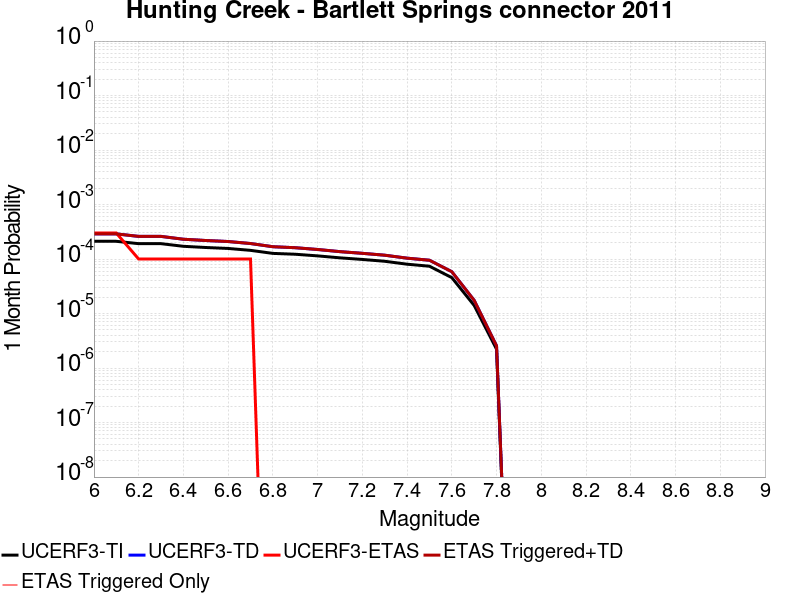 Hunting Creek - Bartlett Springs connector 2011
10^0
10^-1
10^-2
10^-3
10^-4
10^-5
10^-6
10^-7
10^-8
1 Month Probability
6 6.2 6.4 6.6 6.8 7 7.2 7.4 7.6 7.8 8 8.2 8.4 8.6 8.8 9
Magnitude
UCERF3-TI UCERF3-TD UCERF3-ETAS ETAS Triggered+TD
ETAS Triggered Only